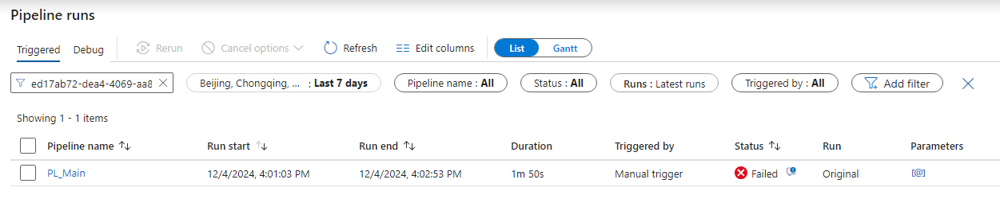 Pipeline runs
Triggered Debug Rerun Cancel options Refresh Edit columns List Gantt
ed17ab72-dea4-4069-aa8 Beijing, Chongqing, ... : Last 7 days Pipeline name : All Status : All Runs : Latest runs Triggered by : All Add filter
Showing 1 - 1 items
Pipeline name Run start Run end Duration Triggered by Status Run Parameters
PL_Main 12/4/2024, 4:01:03 PM 12/4/2024, 4:02:53 PM 1m 50s Manual trigger Failed Original [@]